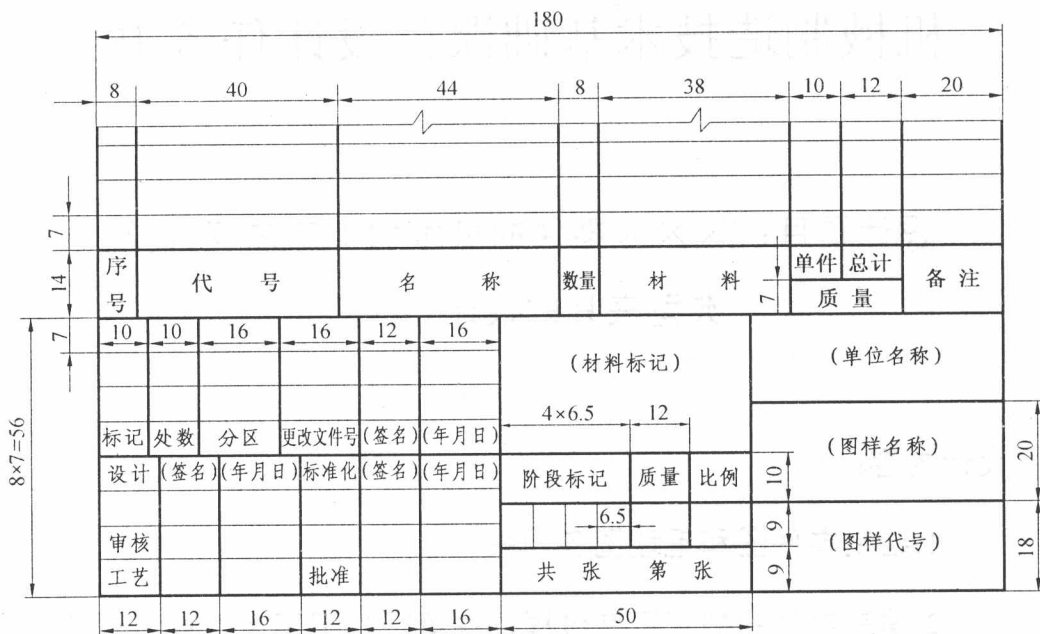 180
8 40 44 8 38 10 12 20
7
14
序号 代号 名称 数量 材料 单件 总计 备注
7 质量
7 10 10 16 16 12 16
(材料标记) (单位名称)
4×6.5 12
标记 处数 分区 更改文件号 (签名) (年月日) (图样名称) 20
8×7=56
设计 (签名) (年月日) 标准化 (签名) (年月日) 阶段标记 质量 比例 10
6.5 9
审核 (图样代号) 18
工艺 批准 共 张 第 张 9
12 12 16 12 12 16 50